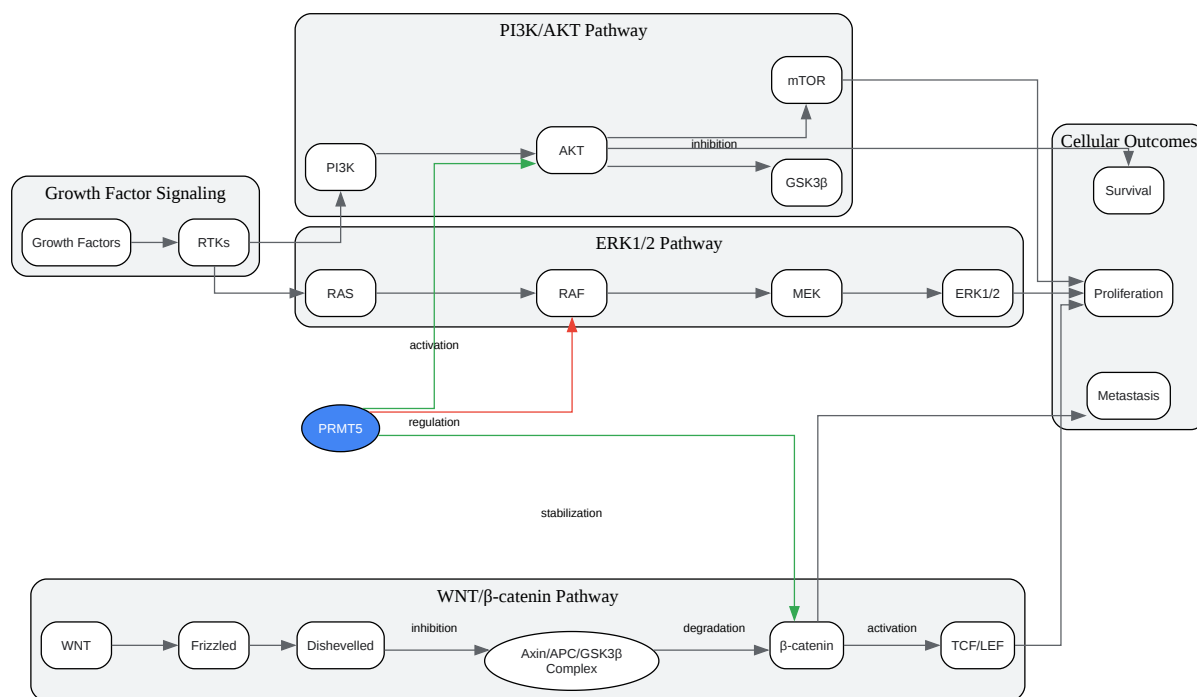 PI3K/AKT Pathway
mTOR
inhibition
AKT
PI3K
GSK3β
Cellular Outcomes
Survival
Proliferation
Metastasis
Growth Factor Signaling
Growth Factors
RTKs
ERK1/2 Pathway
RAS
RAF
MEK
ERK1/2
activation
PRMT5
regulation
stabilization
WNT/β-catenin Pathway
WNT
Frizzled
Dishevelled
inhibition
Axin/APC/GSK3β
Complex
degradation
β-catenin
activation
TCF/LEF